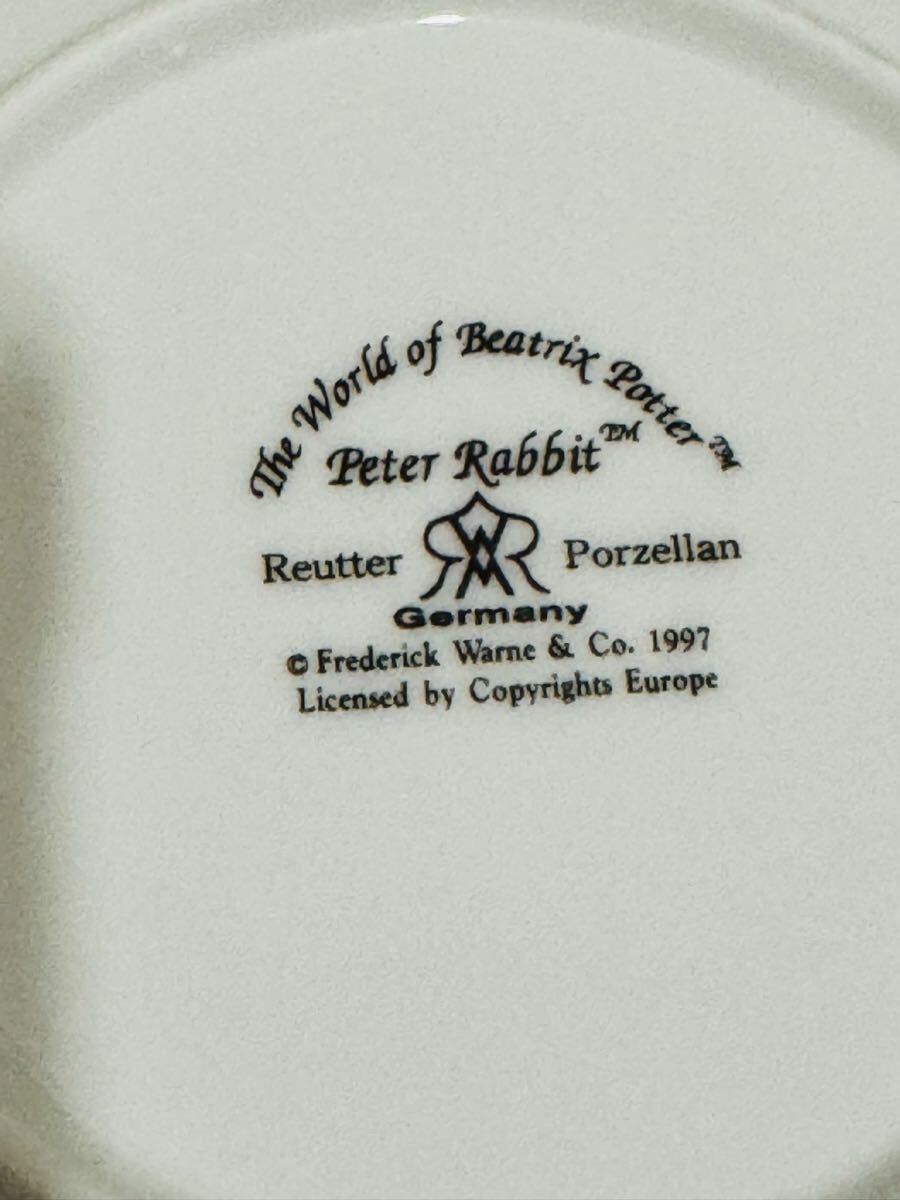 The World of Beatrix Potter™
Peter Rabbit™
Reutter Porzellan
Germany
© Frederick Warne & Co. 1997
Licensed by Copyrights Europe